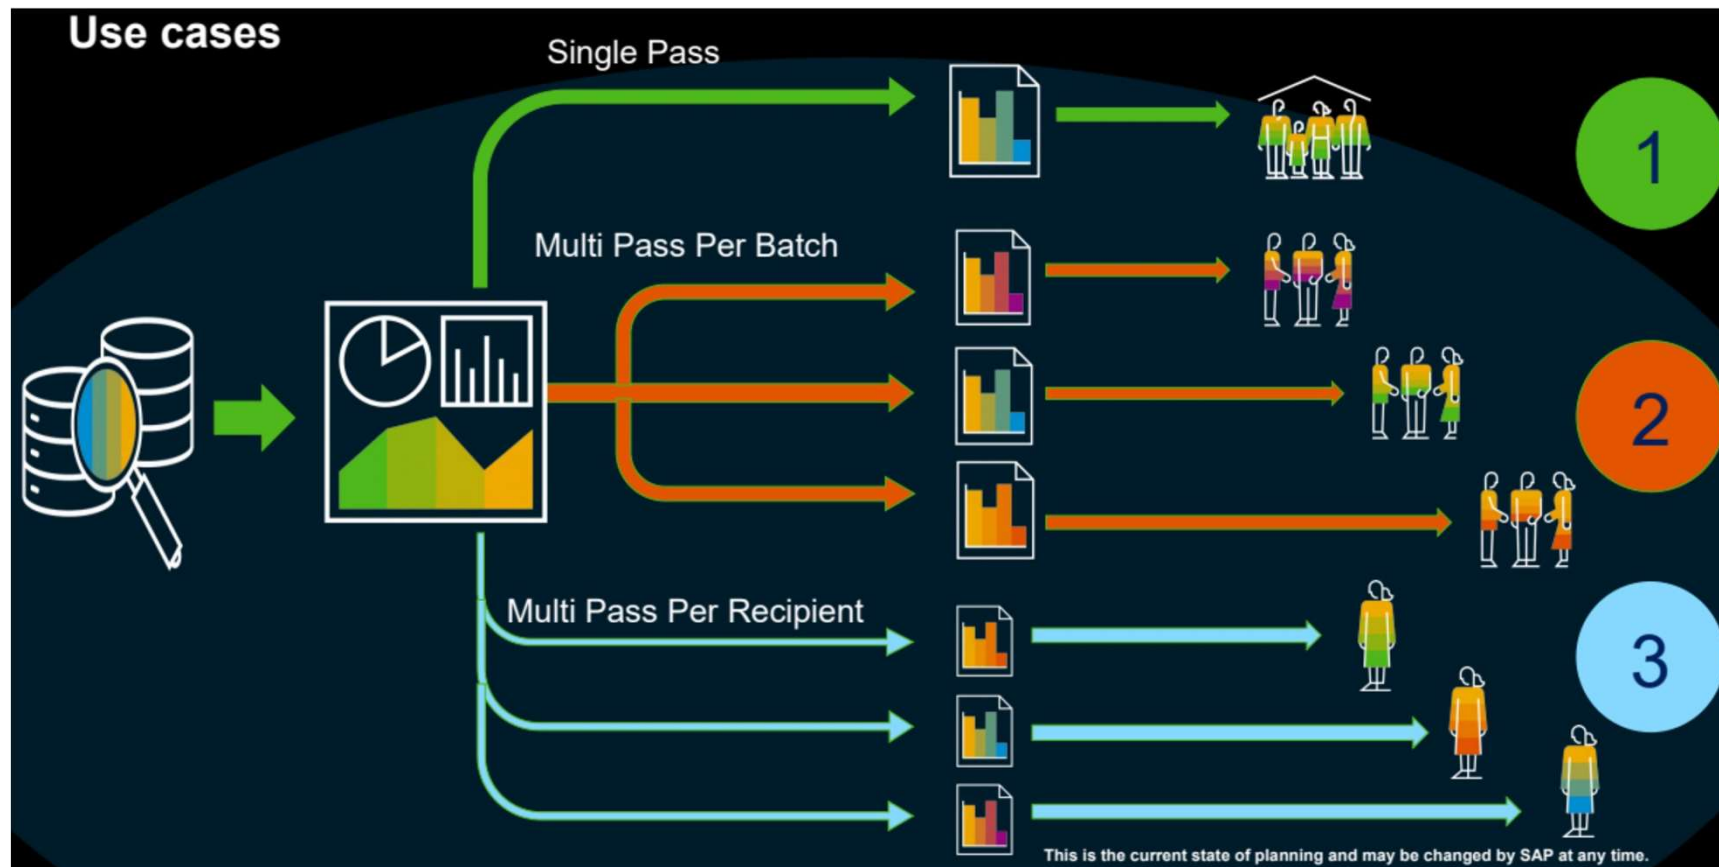 Use cases
Single Pass
1
Multi Pass Per Batch
2
Multi Pass Per Recipient
3
This is the current state of planning and may be changed by SAP at any time.